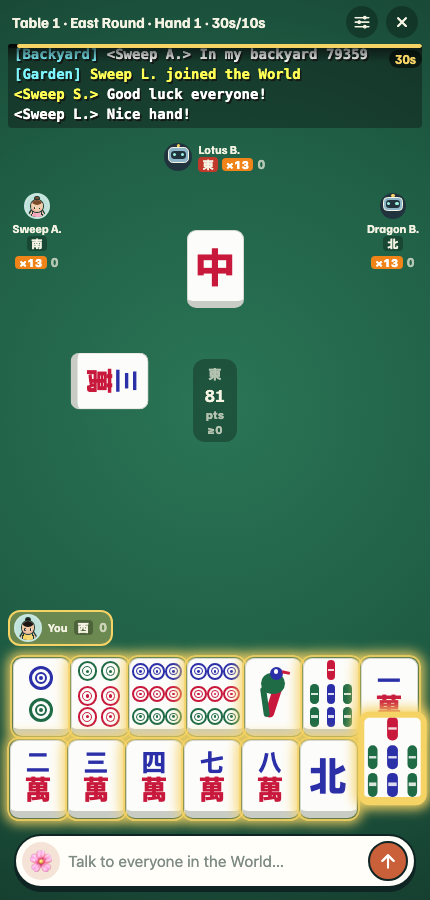 Table 1 · East Round · Hand 1 · 30s/10s
[Backyard] <Sweep A.> In my backyard 79359
30s
[Garden] Sweep L. joined the World
<Sweep S.> Good luck everyone!
<Sweep L.> Nice hand!
Lotus B.
東 ×13 0
Sweep A.
南
×13 0
Dragon B.
北
×13 0
中
三萬
東
81
pts
≥0
You 西 0
一萬
二萬
三萬
四萬
七萬
八萬
北
Talk to everyone in the World...